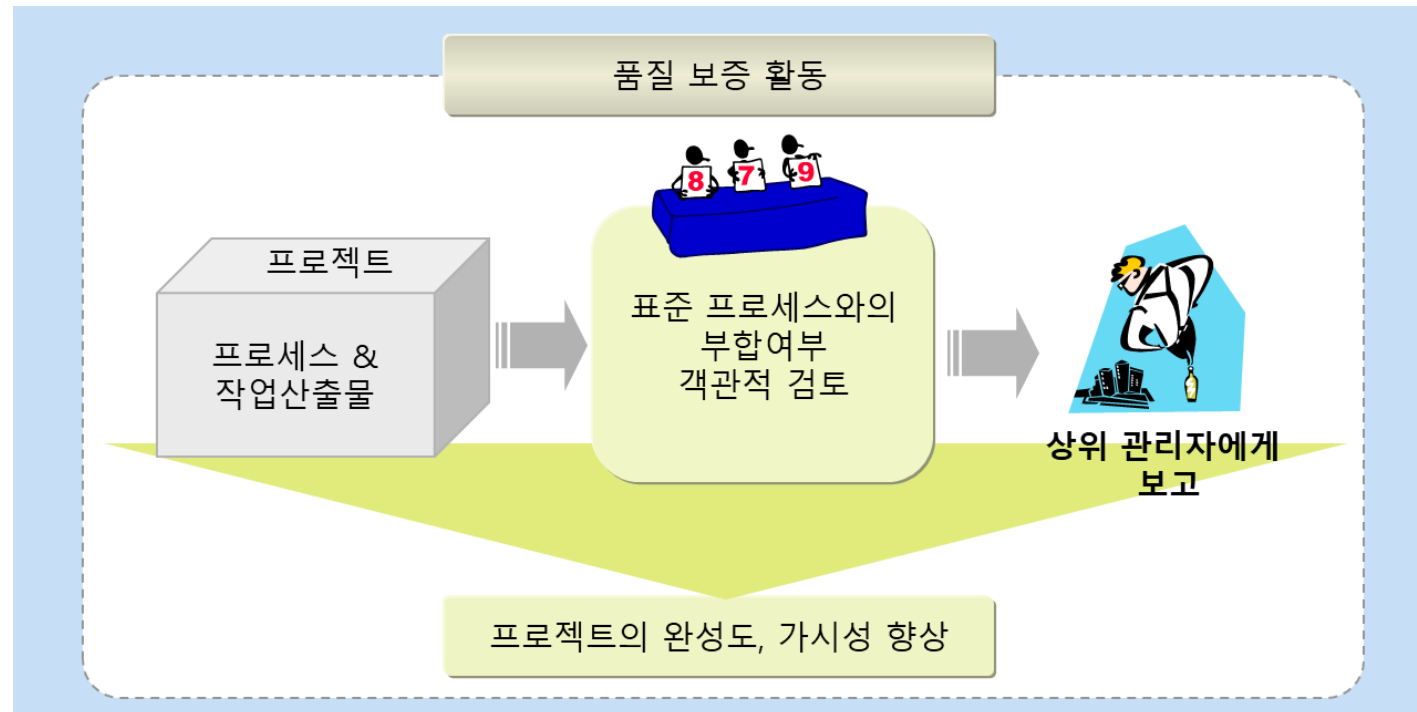 품질 보증 활동
8 7 9
프로젝트
프로세스 &
작업산출물
표준 프로세스와의
부합여부
객관적 검토
상위 관리자에게
보고
프로젝트의 완성도, 가시성 향상